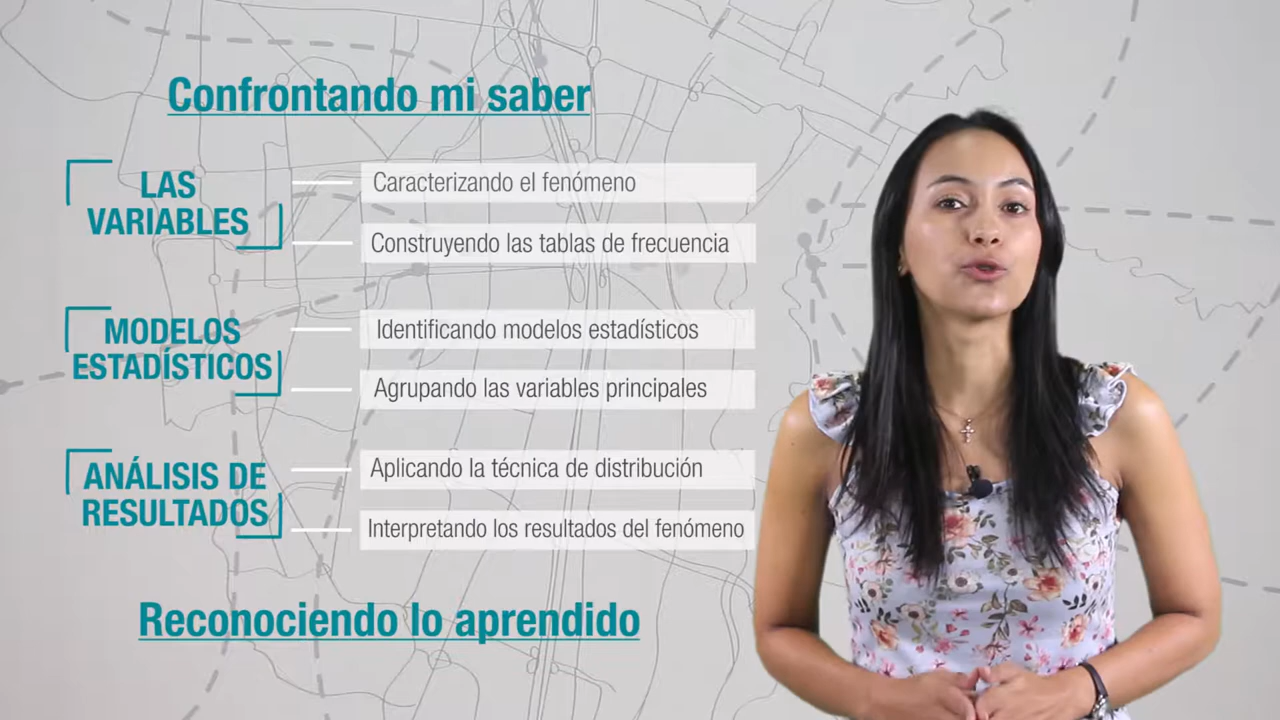 Confrontando mi saber
LAS
VARIABLES
Caracterizando el fenómeno
Construyendo las tablas de frecuencia
MODELOS
ESTADÍSTICOS
Identificando modelos estadísticos
Agrupando las variables principales
ANÁLISIS DE
RESULTADOS
Aplicando la técnica de distribución
Interpretando los resultados del fenómeno
Reconociendo lo aprendido